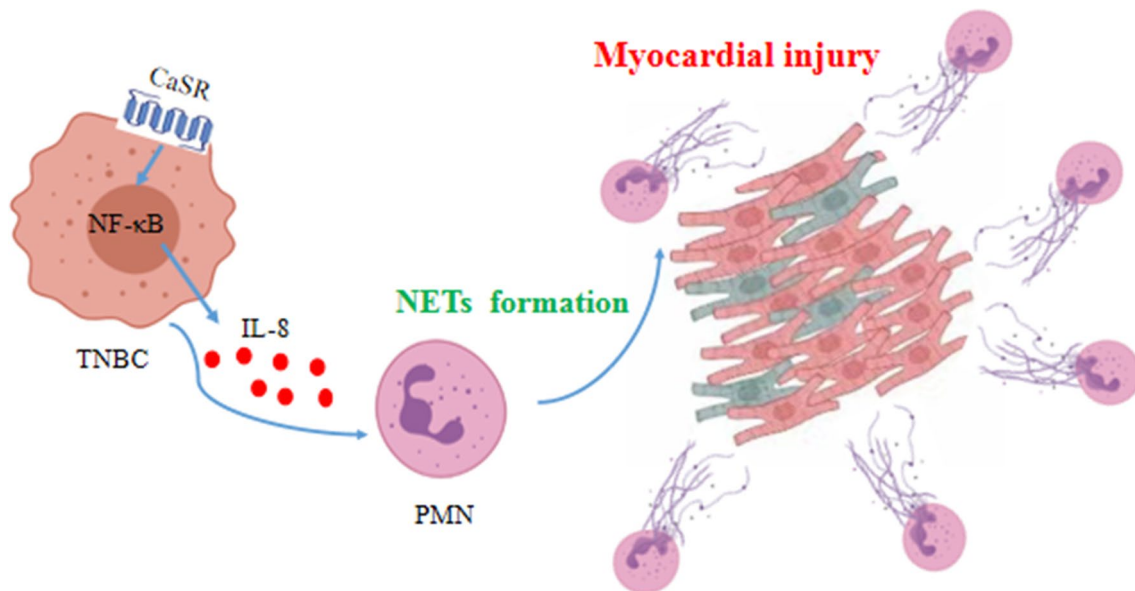 Myocardial injury
CaSR
NF-κB
NETs formation
IL-8
TNBC
PMN